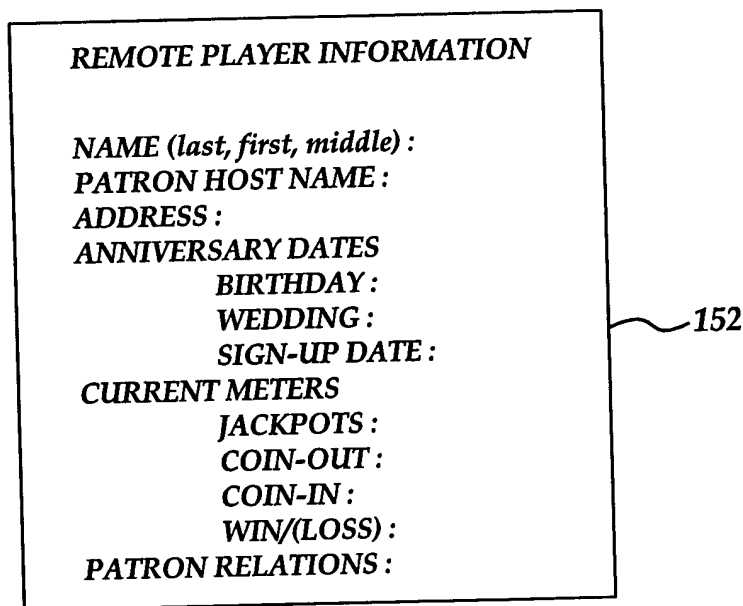 REMOTE PLAYER INFORMATION
NAME (last, first, middle) :
PATRON HOST NAME :
ADDRESS :
ANNIVERSARY DATES
BIRTHDAY :
WEDDING :
SIGN-UP DATE :
152
CURRENT METERS
JACKPOTS :
COIN-OUT :
COIN-IN :
WIN/(LOSS) :
PATRON RELATIONS :